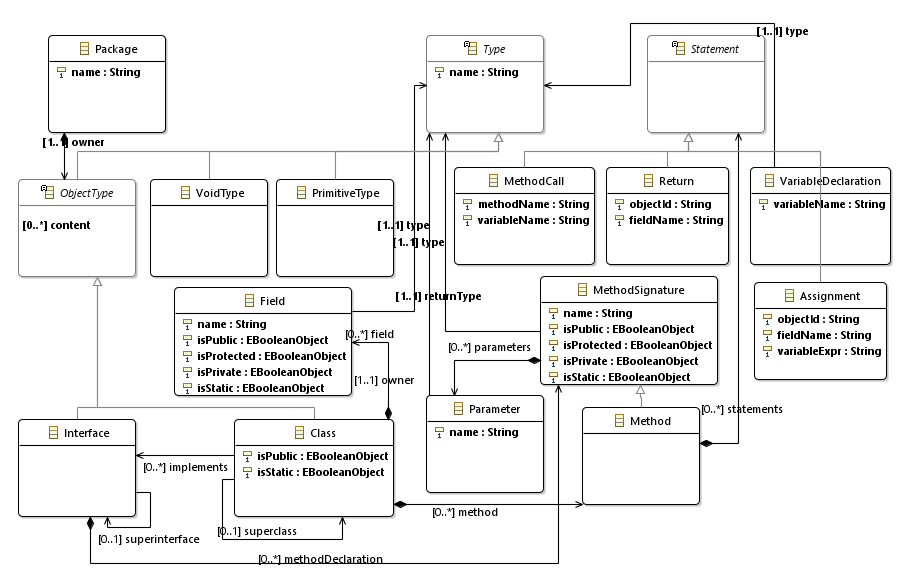 [1..1] type
Package
name : String
Type
name : String
Statement
[1..1] owner
ObjectType
[0..*] content
VoidType
PrimitiveType
[1..1] type
[1..1] type
MethodCall
methodName : String
variableName : String
Return
objectId : String
fieldName : String
VariableDeclaration
variableName : String
Field
name : String
isPublic : EBooleanObject
isProtected : EBooleanObject
isPrivate : EBooleanObject
isStatic : EBooleanObject
[1..1] returnType
[0..*] field
[1..1] owner
MethodSignature
name : String
isPublic : EBooleanObject
isProtected : EBooleanObject
isPrivate : EBooleanObject
isStatic : EBooleanObject
Assignment
objectId : String
fieldName : String
variableExpr : String
[0..*] parameters
Parameter
name : String
Method
[0..*] statements
Interface
Class
isPublic : EBooleanObject
isStatic : EBooleanObject
[0..*] implements
[0..*] method
[0..1] superclass
[0..1] superinterface
[0..*] methodDeclaration